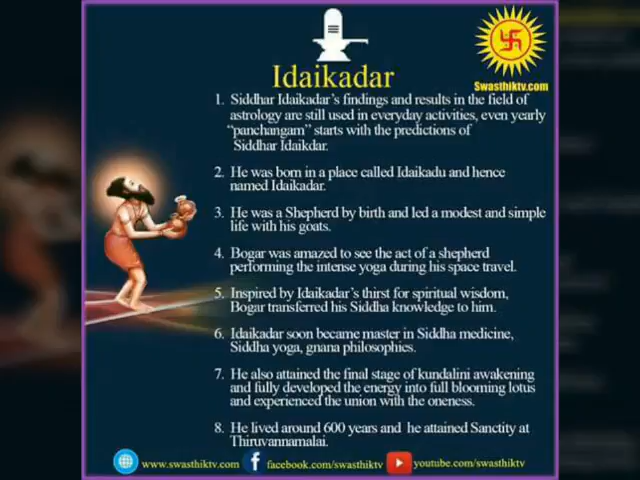 Idaikadar
Swasthiktv.com
1. Siddhar Idaikadar's findings and results in the field of
astrology are still used in everyday activities, even yearly
"panchangam" starts with the predictions of
Siddhar Idaikdar.
2. He was born in a place called Idaikadu and hence
named Idaikadar.
3. He was a Shepherd by birth and led a modest and simple
life with his goats.
4. Bogar was amazed to see the act of a shepherd
performing the intense yoga during his space travel.
5. Inspired by Idaikadar's thirst for spiritual wisdom,
Bogar transferred his Siddha knowledge to him.
6. Idaikadar soon became master in Siddha medicine,
Siddha yoga, gnana philosophies.
7. He also attained the final stage of kundalini awakening
and fully developed the energy into full blooming lotus
and experienced the union with the oneness.
8. He lived around 600 years and he attained Sanctity at
Thiruvannamalai.
www.swasthiktv.com facebook.com/swasthiktv youtube.com/swasthiktv